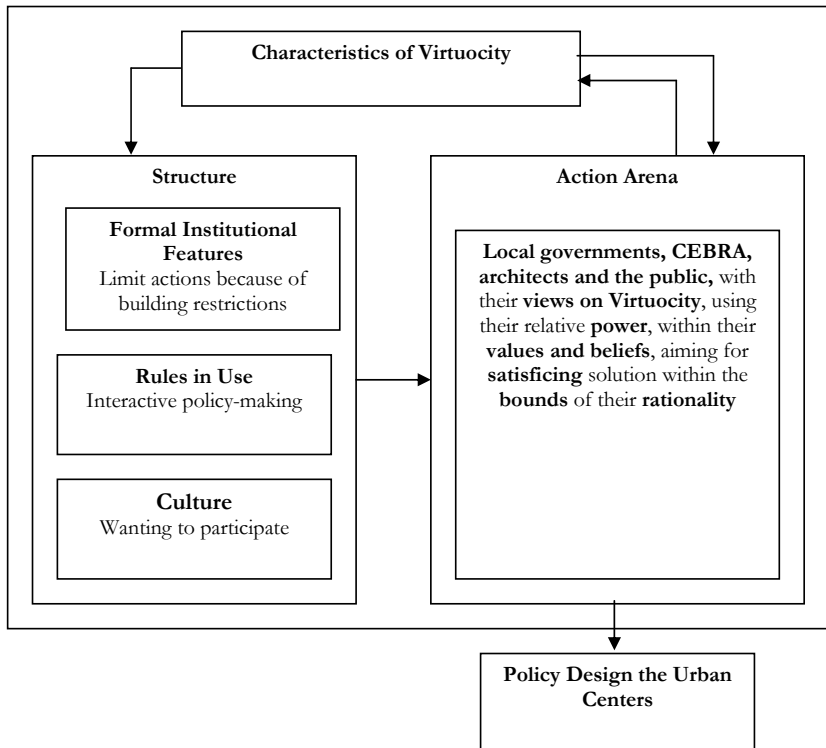 Characteristics of Virtuocity
Structure
Formal Institutional
Features
Limit actions because of
building restrictions
Rules in Use
Interactive policy-making
Culture
Wanting to participate
Action Arena
Local governments, CEBRA,
architects and the public, with
their views on Virtuocity, using
their relative power, within their
values and beliefs, aiming for
satisficing solution within the
bounds of their rationality
Policy Design the Urban
Centers